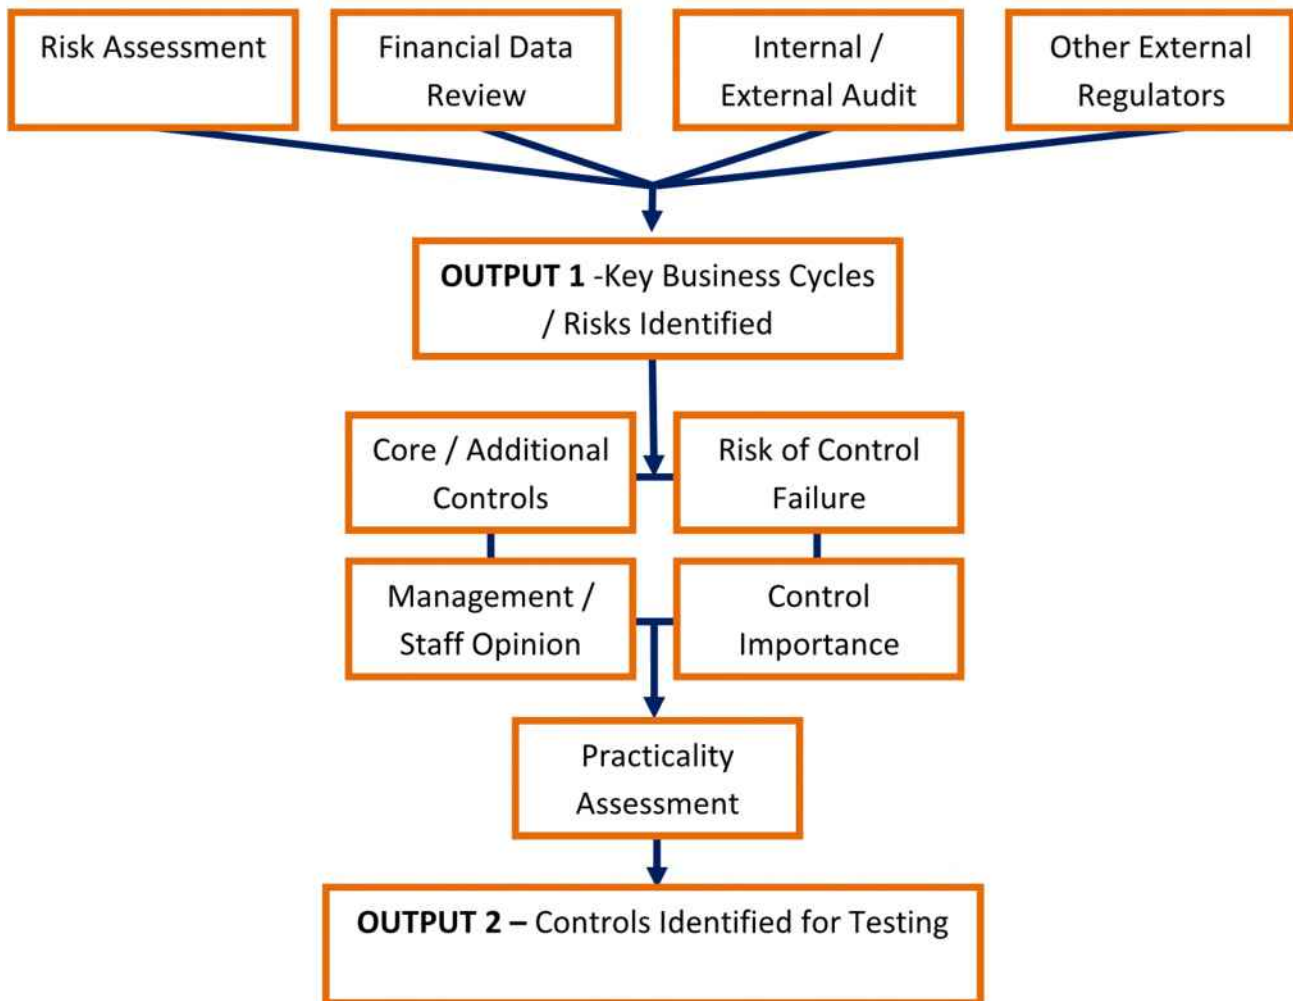 Risk Assessment
Financial Data
Review
Internal /
External Audit
Other External
Regulators
OUTPUT 1 -Key Business Cycles
/ Risks Identified
Core / Additional
Controls
Risk of Control
Failure
Management /
Staff Opinion
Control
Importance
Practicality
Assessment
OUTPUT 2 – Controls Identified for Testing